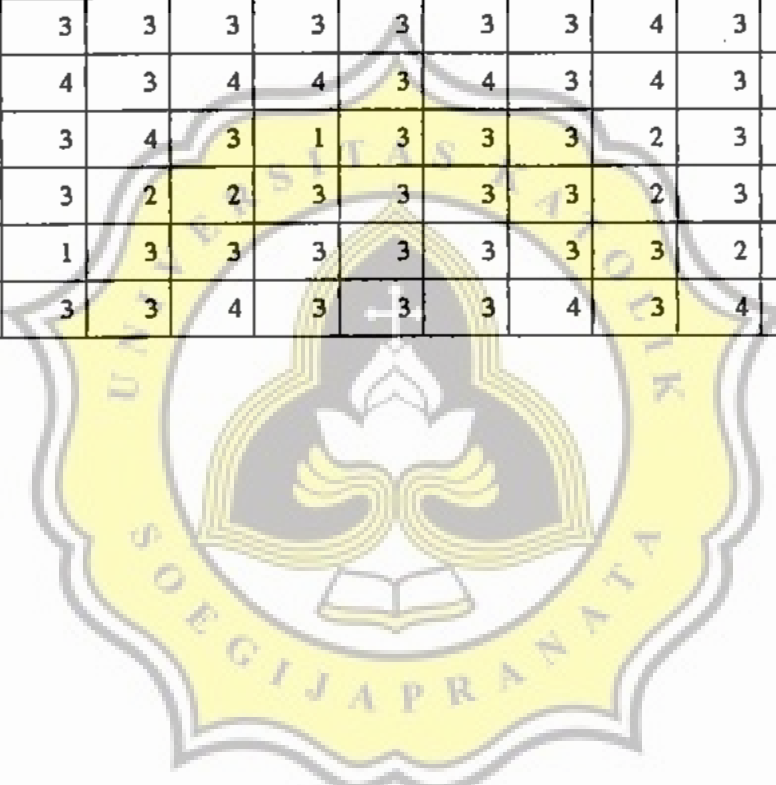 3 3 3 3 3 3 3 4 3
4 3 4 4 3 4 3 4 3
3 4 3 1 3 3 3 2 3
3 2 2 3 3 3 3 2 3
1 3 3 3 3 3 3 3 2
3 3 4 3 3 3 4 3 4
UNIVERSITAS KATOLIK
SOEGIJAPRANATA